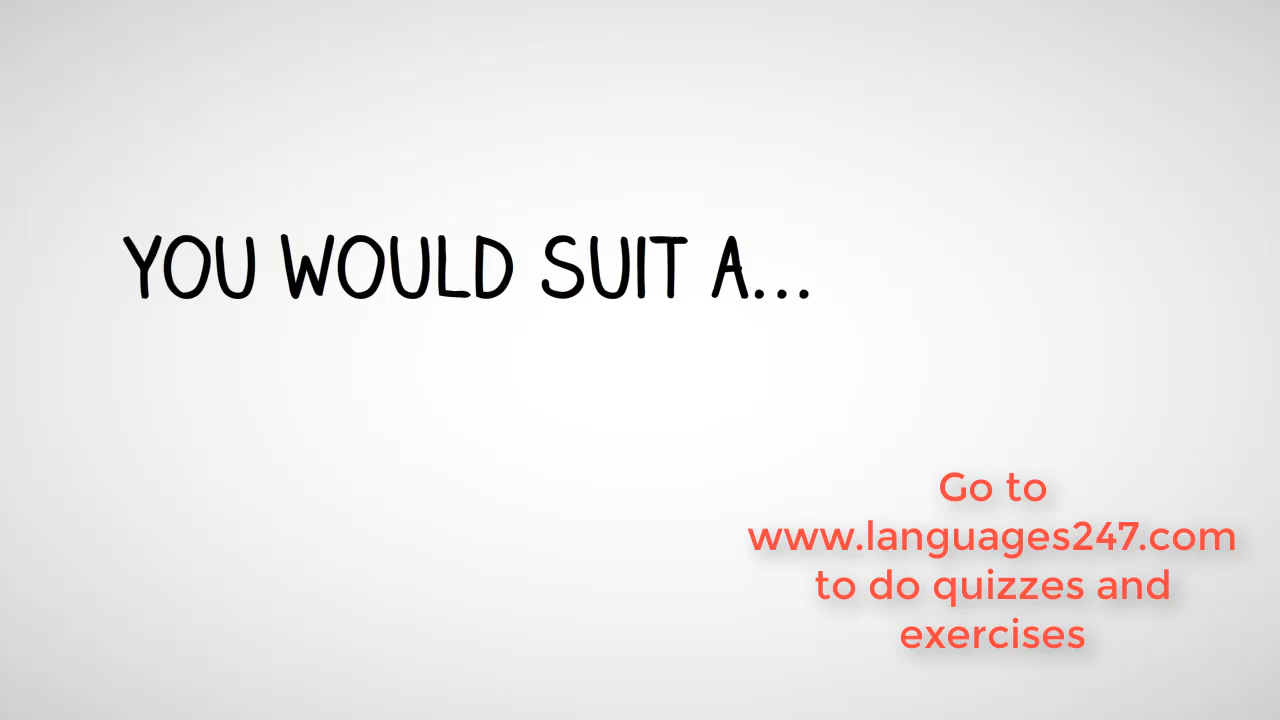 YOU WOULD SUIT A...
Go to
www.languages247.com
to do quizzes and
exercises